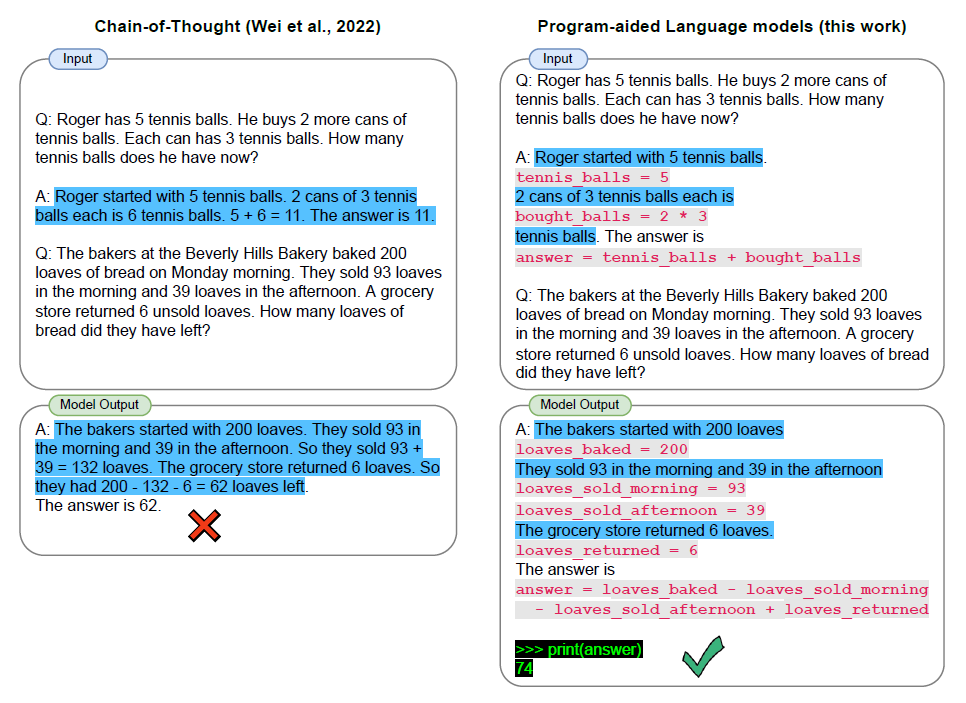 Chain-of-Thought (Wei et al., 2022)
Input
Q: Roger has 5 tennis balls. He buys 2 more cans of
tennis balls. Each can has 3 tennis balls. How many
tennis balls does he have now?
A: Roger started with 5 tennis balls. 2 cans of 3 tennis
balls each is 6 tennis balls. 5 + 6 = 11. The answer is 11.
Q: The bakers at the Beverly Hills Bakery baked 200
loaves of bread on Monday morning. They sold 93 loaves
in the morning and 39 loaves in the afternoon. A grocery
store returned 6 unsold loaves. How many loaves of
bread did they have left?
Model Output
A: The bakers started with 200 loaves. They sold 93 in
the morning and 39 in the afternoon. So they sold 93 +
39 = 132 loaves. The grocery store returned 6 loaves. So
they had 200 - 132 - 6 = 62 loaves left.
The answer is 62.
Program-aided Language models (this work)
Input
Q: Roger has 5 tennis balls. He buys 2 more cans of
tennis balls. Each can has 3 tennis balls. How many
tennis balls does he have now?
A: Roger started with 5 tennis balls.
tennis_balls = 5
2 cans of 3 tennis balls each is
bought_balls = 2 * 3
tennis balls. The answer is
answer = tennis_balls + bought_balls
Q: The bakers at the Beverly Hills Bakery baked 200
loaves of bread on Monday morning. They sold 93 loaves
in the morning and 39 loaves in the afternoon. A grocery
store returned 6 unsold loaves. How many loaves of bread
did they have left?
Model Output
A: The bakers started with 200 loaves
loaves_baked = 200
They sold 93 in the morning and 39 in the afternoon
loaves_sold_morning = 93
loaves_sold_afternoon = 39
The grocery store returned 6 loaves.
loaves_returned = 6
The answer is
answer = loaves_baked - loaves_sold_morning
- loaves_sold_afternoon + loaves_returned
>>> print(answer)
74